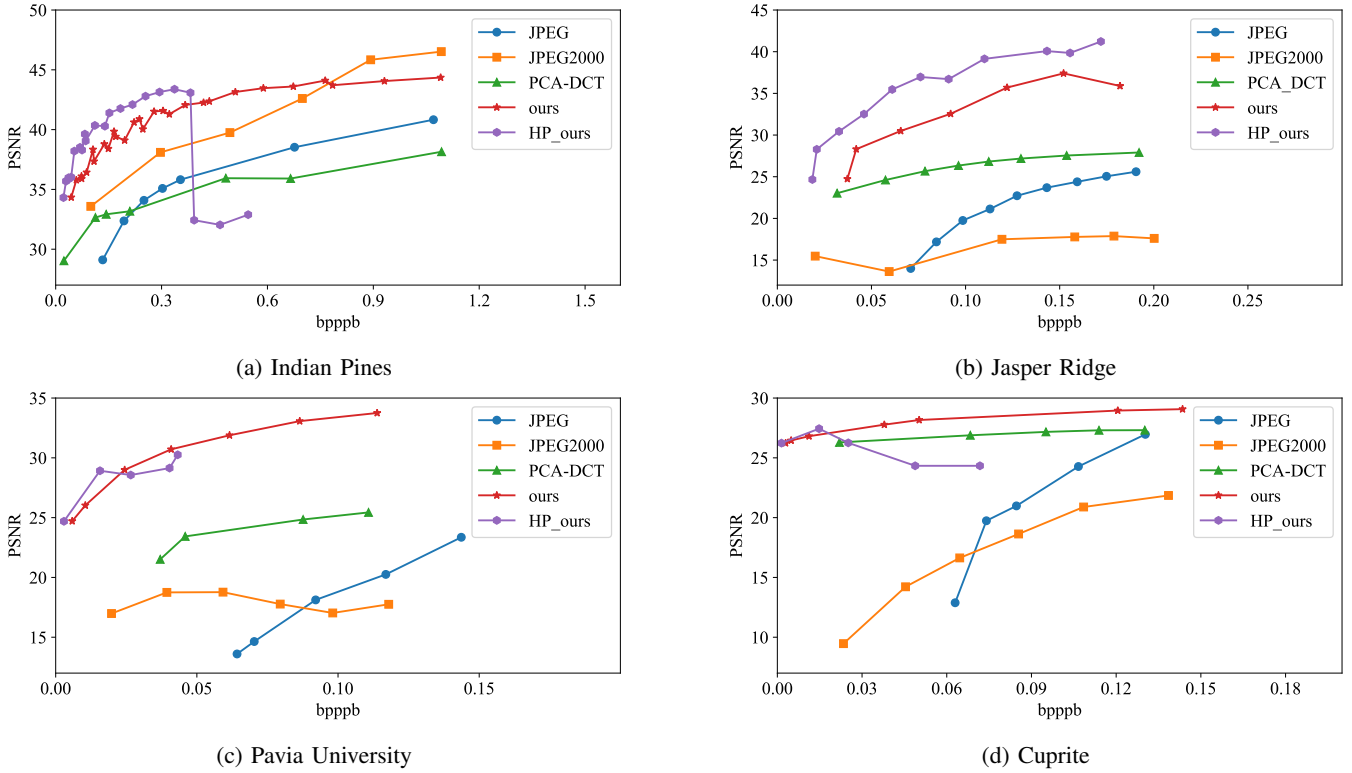 50
45
40
35
30
PSNR
0.0 0.3 0.6 0.9 1.2 1.5
bpppb
JPEG
JPEG2000
PCA-DCT
ours
HP_ours
(a) Indian Pines
45
40
35
30
25
20
15
PSNR
0.00 0.05 0.10 0.15 0.20 0.25
bpppb
JPEG
JPEG2000
PCA_DCT
ours
HP_ours
(b) Jasper Ridge
35
30
25
20
15
PSNR
0.00 0.05 0.10 0.15
bpppb
JPEG
JPEG2000
PCA-DCT
ours
HP_ours
(c) Pavia University
30
25
20
15
10
PSNR
0.00 0.03 0.06 0.09 0.12 0.15 0.18
bpppb
JPEG
JPEG2000
PCA-DCT
ours
HP_ours
(d) Cuprite